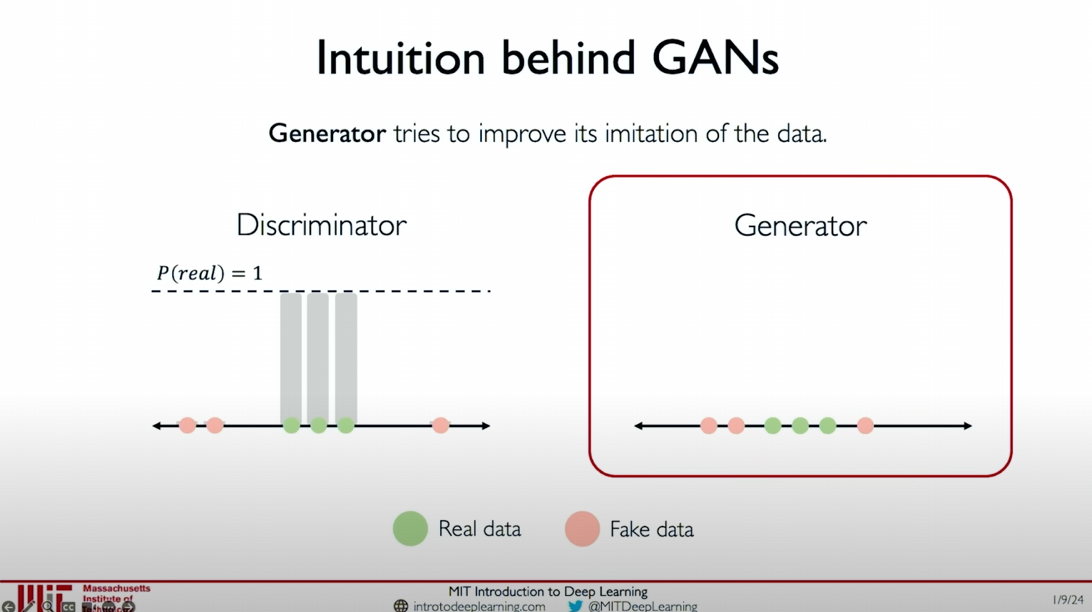 Intuition behind GANs
Generator tries to improve its imitation of the data.
Discriminator
P(real) = 1
Generator
Real data
Fake data
Massachusetts
Institute of
MIT Introduction to Deep Learning
introtodeeplearning.com
@MITDeepLearning
1/9/24